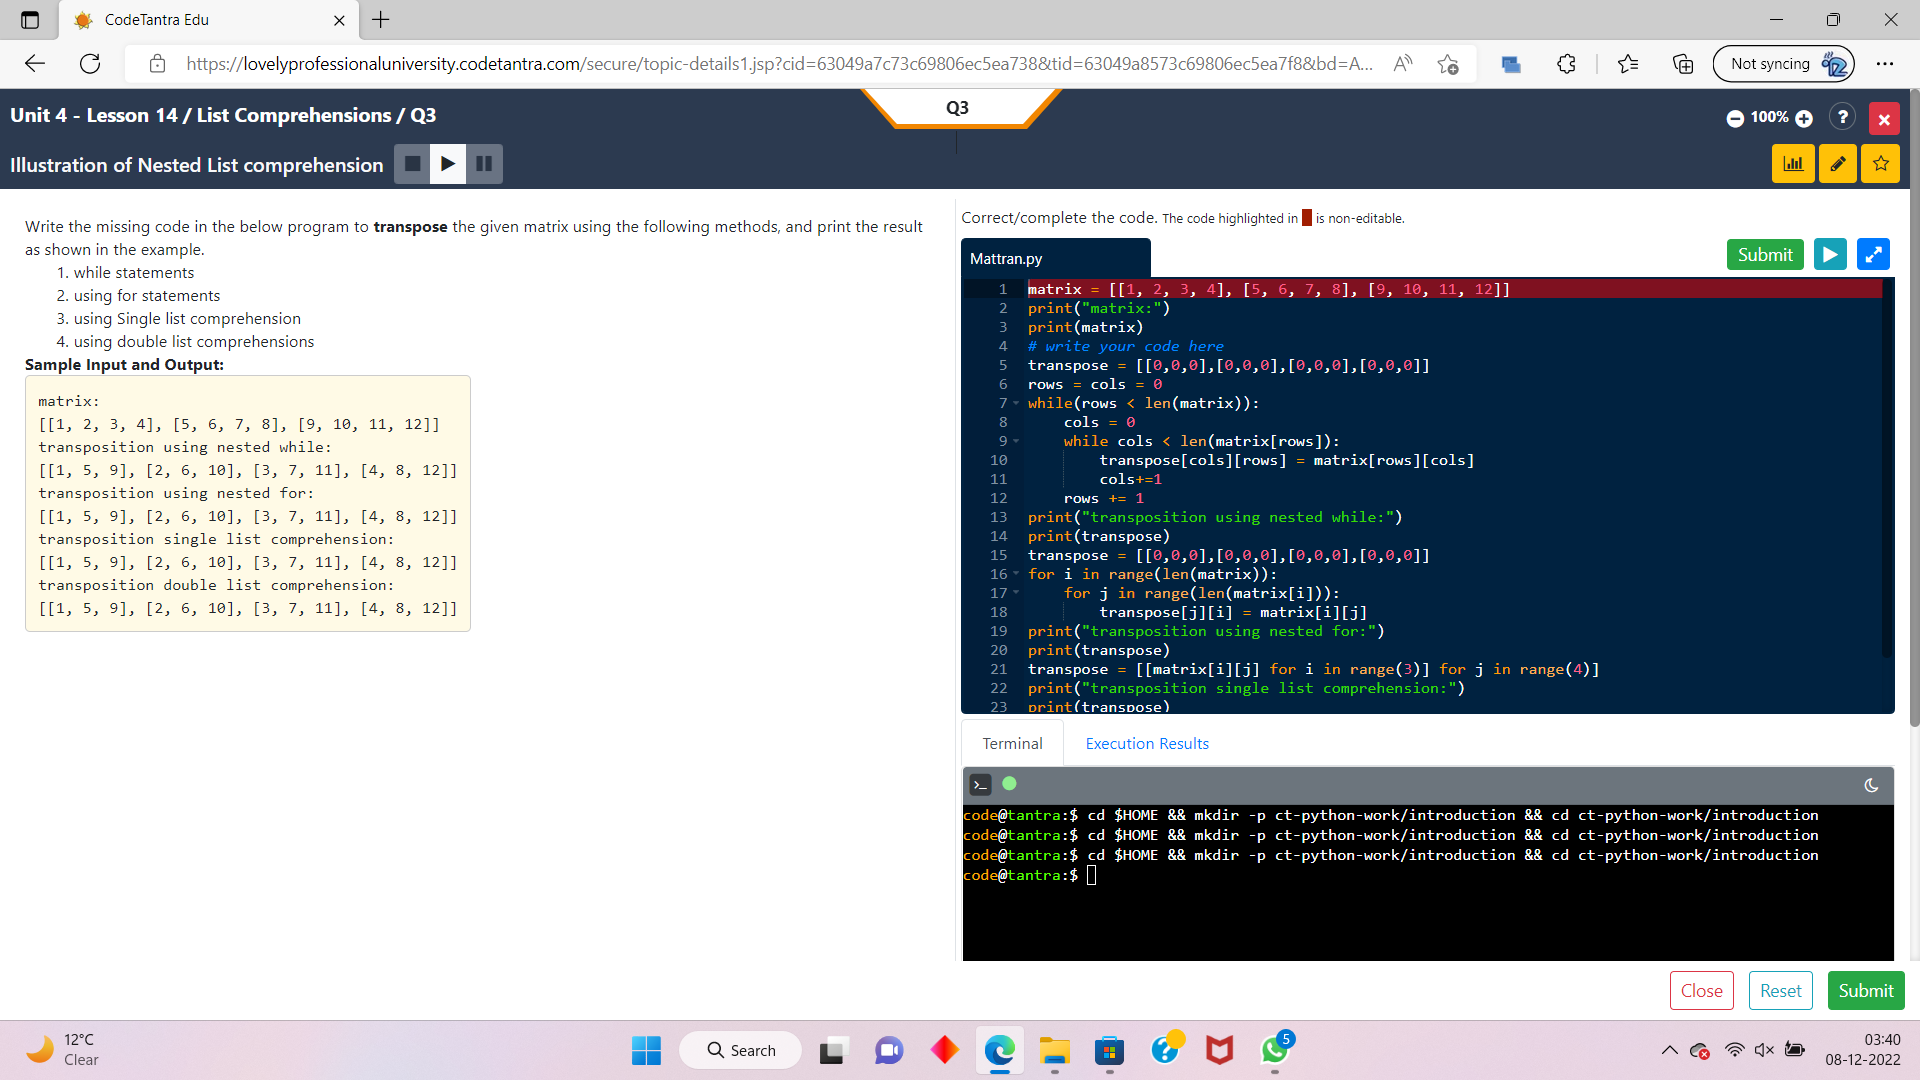 CodeTantra Edu
https://lovelyprofessionaluniversity.codetantra.com/secure/topic-details1.jsp?cid=63049a7c73c69806ec5ea738&tid=63049a8573c69806ec5ea7f8&bd=A...
Not syncing
Unit 4 - Lesson 14 / List Comprehensions / Q3
Q3
100%
?
Illustration of Nested List comprehension
Write the missing code in the below program to transpose the given matrix using the following methods, and print the result
as shown in the example.
1. while statements
2. using for statements
3. using Single list comprehension
4. using double list comprehensions
Sample Input and Output:
matrix:
[[1, 2, 3, 4], [5, 6, 7, 8], [9, 10, 11, 12]]
transposition using nested while:
[[1, 5, 9], [2, 6, 10], [3, 7, 11], [4, 8, 12]]
transposition using nested for:
[[1, 5, 9], [2, 6, 10], [3, 7, 11], [4, 8, 12]]
transposition single list comprehension:
[[1, 5, 9], [2, 6, 10], [3, 7, 11], [4, 8, 12]]
transposition double list comprehension:
[[1, 5, 9], [2, 6, 10], [3, 7, 11], [4, 8, 12]]
Correct/complete the code. The code highlighted in is non-editable.
Mattran.py
Submit
1 matrix = [[1, 2, 3, 4], [5, 6, 7, 8], [9, 10, 11, 12]]
2 print("matrix:")
3 print(matrix)
4 # write your code here
5 transpose = [[0,0,0],[0,0,0],[0,0,0],[0,0,0]]
6 rows = cols = 0
7 while(rows < len(matrix)):
8 cols = 0
9 while cols < len(matrix[rows]):
10 transpose[cols][rows] = matrix[rows][cols]
11 cols+=1
12 rows += 1
13 print("transposition using nested while:")
14 print(transpose)
15 transpose = [[0,0,0],[0,0,0],[0,0,0],[0,0,0]]
16 for i in range(len(matrix)):
17 for j in range(len(matrix[i])):
18 transpose[j][i] = matrix[i][j]
19 print("transposition using nested for:")
20 print(transpose)
21 transpose = [[matrix[i][j] for i in range(3)] for j in range(4)]
22 print("transposition single list comprehension:")
23 print(transpose)
Terminal
Execution Results
code@tantra:$ cd $HOME && mkdir -p ct-python-work/introduction && cd ct-python-work/introduction
code@tantra:$ cd $HOME && mkdir -p ct-python-work/introduction && cd ct-python-work/introduction
code@tantra:$ cd $HOME && mkdir -p ct-python-work/introduction && cd ct-python-work/introduction
code@tantra:$
Close
Reset
Submit
12°C
Clear
Search
5
03:40
08-12-2022